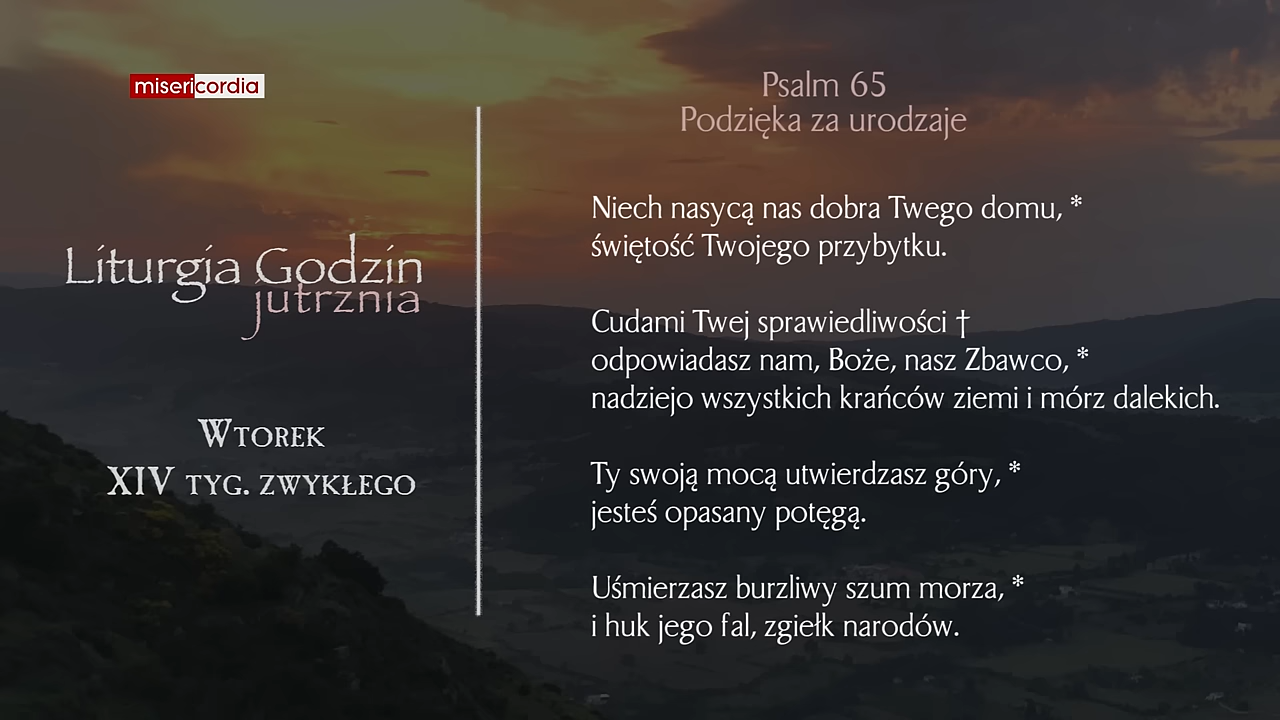 misericordia
Liturgia Godzin
jutrznia
Wtorek
XIV tyg. zwykłego
Psalm 65
Podzięka za urodzaje
Niech nasycą nas dobra Twego domu, *
świętość Twojego przybytku.
Cudami Twej sprawiedliwości †
odpowiadasz nam, Boże, nasz Zbawco, *
nadziejo wszystkich krańców ziemi i mórz dalekich.
Ty swoją mocą utwierdzasz góry, *
jesteś opasany potęgą.
Uśmierzasz burzliwy szum morza, *
i huk jego fal, zgiełk narodów.